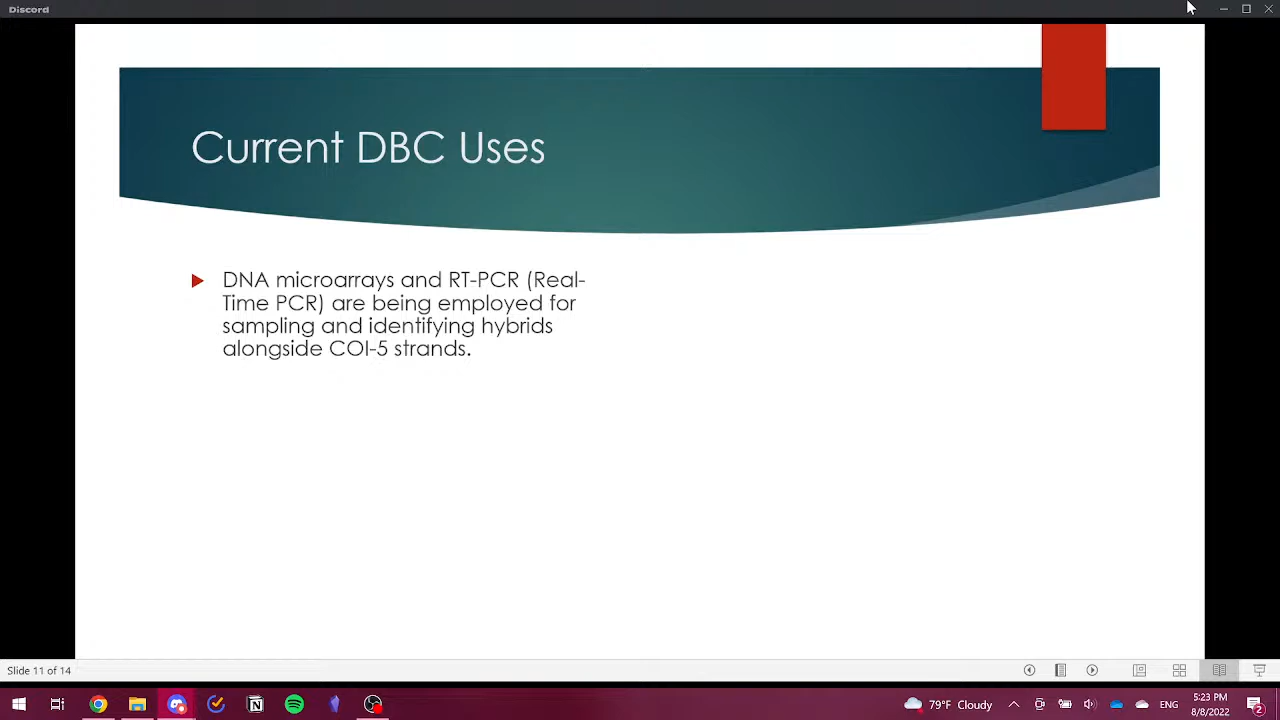 Discord
Current DBC Uses
DNA microarrays and RT-PCR (Real-
Time PCR) are being employed for
sampling and identifying hybrids
alongside COI-5 strands.
Slide 11 of 14
79°F Cloudy
ENG
5:23 PM
8/8/2022
2